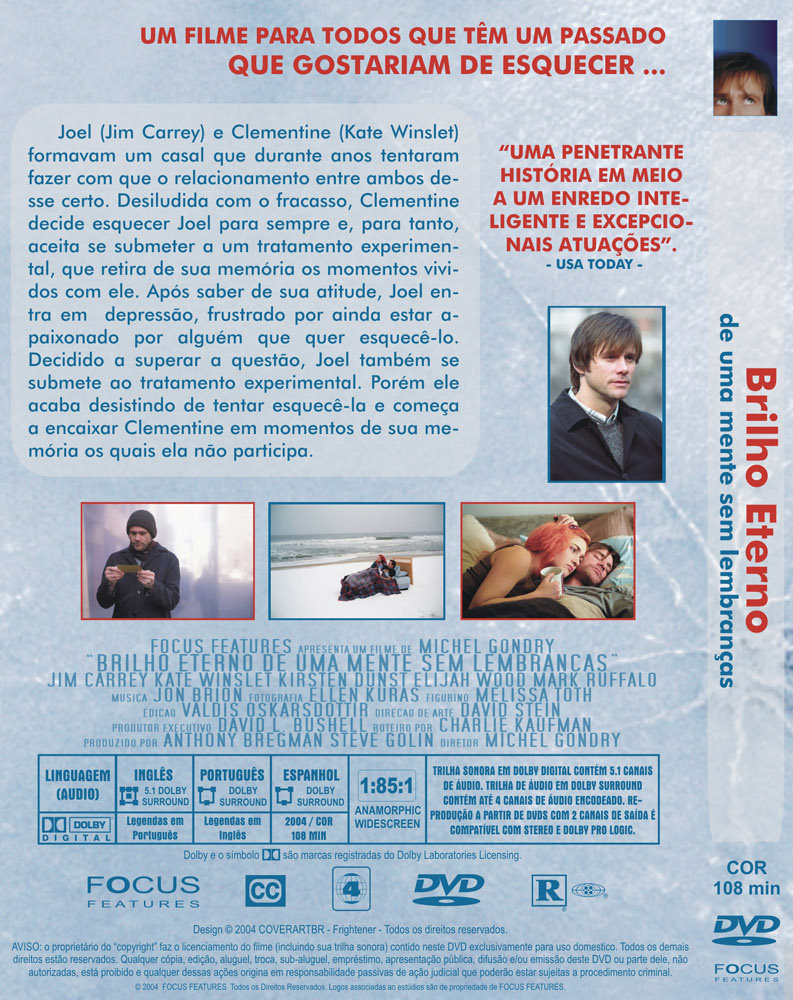 UM FILME PARA TODOS QUE TÊM UM PASSADO
QUE GOSTARIAM DE ESQUECER ...
Joel (Jim Carrey) e Clementine (Kate Winslet)
formavam um casal que durante anos tentaram
fazer com que o relacionamento entre ambos de-
sse certo. Desiludida com o fracasso, Clementine
decide esquecer Joel para sempre e, para tanto,
aceita se submeter a um tratamento experimen-
tal, que retira de sua memória os momentos vivi-
dos com ele. Após saber de sua atitude, Joel en-
tra em depressão, frustrado por ainda estar a-
paixonado por alguém que quer esquecê-lo.
Decidido a superar a questão, Joel também se
submete ao tratamento experimental. Porém ele
acaba desistindo de tentar esquecê-la e começa
a encaixar Clementine em momentos de sua me-
mória os quais ela não participa.
“UMA PENETRANTE
HISTÓRIA EM MEIO
A UM ENREDO INTE-
LIGENTE E EXCEPCIO-
NAIS ATUAÇÕES”.
- USA TODAY -
FOCUS FEATURES APRESENTA UM FILME DE MICHEL GONDRY
"BRILHO ETERNO DE UMA MENTE SEM LEMBRANÇAS"
JIM CARREY KATE WINSLET KIRSTEN DUNST ELIJAH WOOD MARK RUFFALO
MUSICA JON BRION FOTOGRAFIA ELLEN KURAS FIGURINO MELISSA TOTH
EDICAO VALDIS OSKARSDOTTIR DIRECAO DE ARTE DAVID STEIN
PRODUTOR EXECUTIVO DAVID L. BUSHELL ROTEIRO POR CHARLIE KAUFMAN
PRODUZIDO POR ANTHONY BREGMAN STEVE GOLIN DIRETOR MICHEL GONDRY
LINGUAGEM
(AUDIO)
DOLBY
DIGITAL
INGLÊS
5.1 DOLBY
SURROUND
Legendas em
Português
PORTUGUÊS
DOLBY
SURROUND
Legendas em
Inglês
ESPANHOL
DOLBY
SURROUND
2004 / COR
108 MIN
1:85:1
ANAMORPHIC
WIDESCREEN
TRILHA SONORA EM DOLBY DIGITAL CONTÉM 5.1 CANAIS
DE ÁUDIO. TRILHA DE ÁUDIO EM DOLBY SURROUND
CONTÉM ATÉ 4 CANAIS DE ÁUDIO ENCODEADO. RE-
PRODUÇÃO A PARTIR DE DVDS COM 2 CANAIS DE SAÍDA É
COMPATÍVEL COM STEREO E DOLBY PRO LOGIC.
Dolby e o símbolo são marcas registradas do Dolby Laboratories Licensing.
FOCUS
FEATURES
CC
4
DVD
VIDEO
R
Design © 2004 COVERARTBR - Frightener - Todos os direitos reservados.
AVISO: o proprietário do “copyright” faz o licenciamento do filme (incluindo sua trilha sonora) contido neste DVD exclusivamente para uso domestico. Todos os demais
direitos estão reservados. Qualquer cópia, edição, aluguel, troca, sub-aluguel, empréstimo, apresentação pública, difusão e/ou emissão deste DVD ou parte dele, não
autorizadas, está proibido e qualquer dessas ações origina em responsabilidade passivas de ação judicial que poderão estar sujeitas a procedimento criminal.
© 2004 FOCUS FEATURES Todos os Direitos Reservados. Logos associadas ao estúdios são de propriedade de FOCUS FEATURES.
Brilho Eterno
de uma mente sem lembranças
COR
108 min
DVD
VIDEO
FOCUS
FEATURES